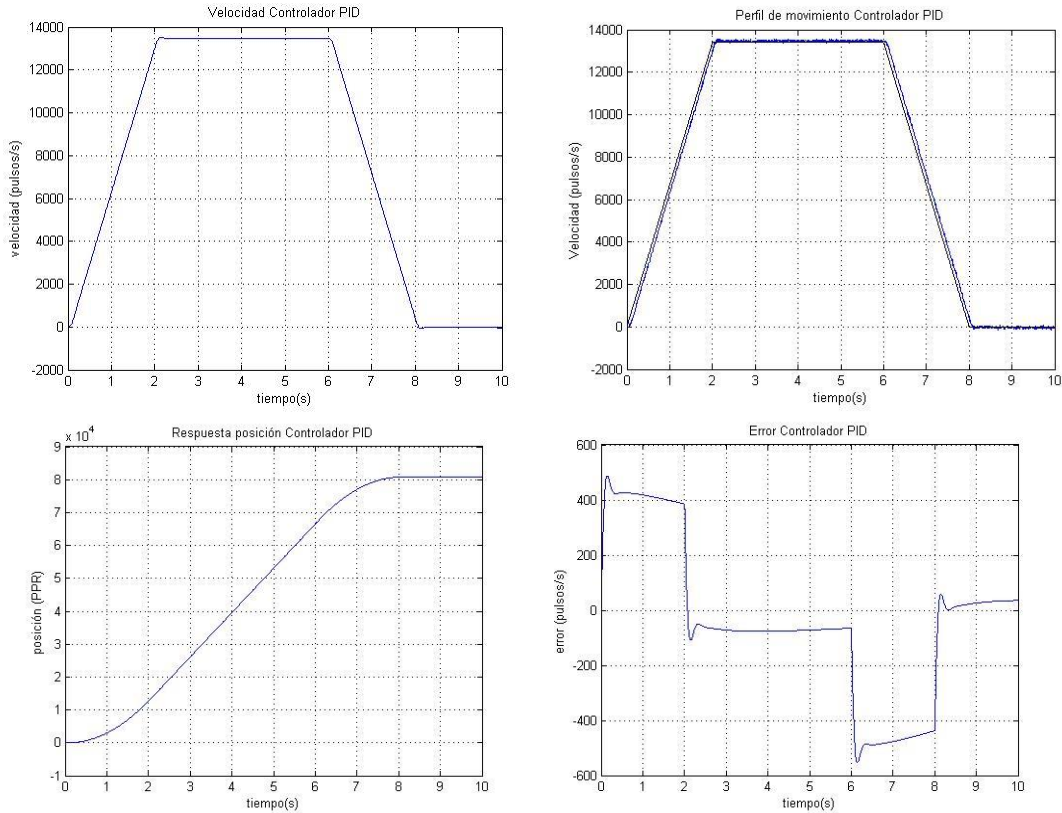 Velocidad Controlador PID
14000
12000
10000
8000
6000
4000
2000
0
-2000
velocidad (pulsos/s)
0 1 2 3 4 5 6 7 8 9 10
tiempo(s)
Perfil de movimiento Controlador PID
14000
12000
10000
8000
6000
4000
2000
0
-2000
Velocidad (pulsos/s)
0 1 2 3 4 5 6 7 8 9 10
tiempo(s)
Respuesta posición Controlador PID
x 10^4
9
8
7
6
5
4
3
2
1
0
-1
posición (PPR)
0 1 2 3 4 5 6 7 8 9 10
tiempo(s)
Error Controlador PID
600
400
200
0
-200
-400
-600
error (pulsos/s)
0 1 2 3 4 5 6 7 8 9 10
tiempo(s)